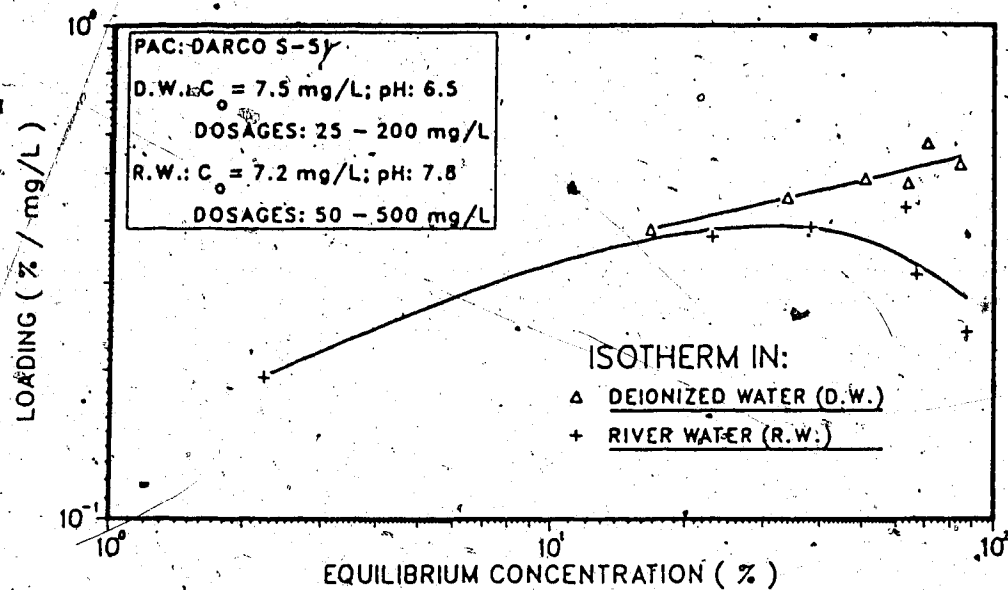 10⁰
PAC: DARCO S-51
D.W.: C₀ = 7.5 mg/L; pH: 6.5
DOSAGES: 25 - 200 mg/L
R.W.: C₀ = 7.2 mg/L; pH: 7.8
DOSAGES: 50 - 500 mg/L
LOADING ( % / mg/L )
ISOTHERM IN:
Δ DEIONIZED WATER (D.W.)
+ RIVER WATER (R.W.)
10⁻¹
10⁰ 10¹ 10²
EQUILIBRIUM CONCENTRATION ( % )